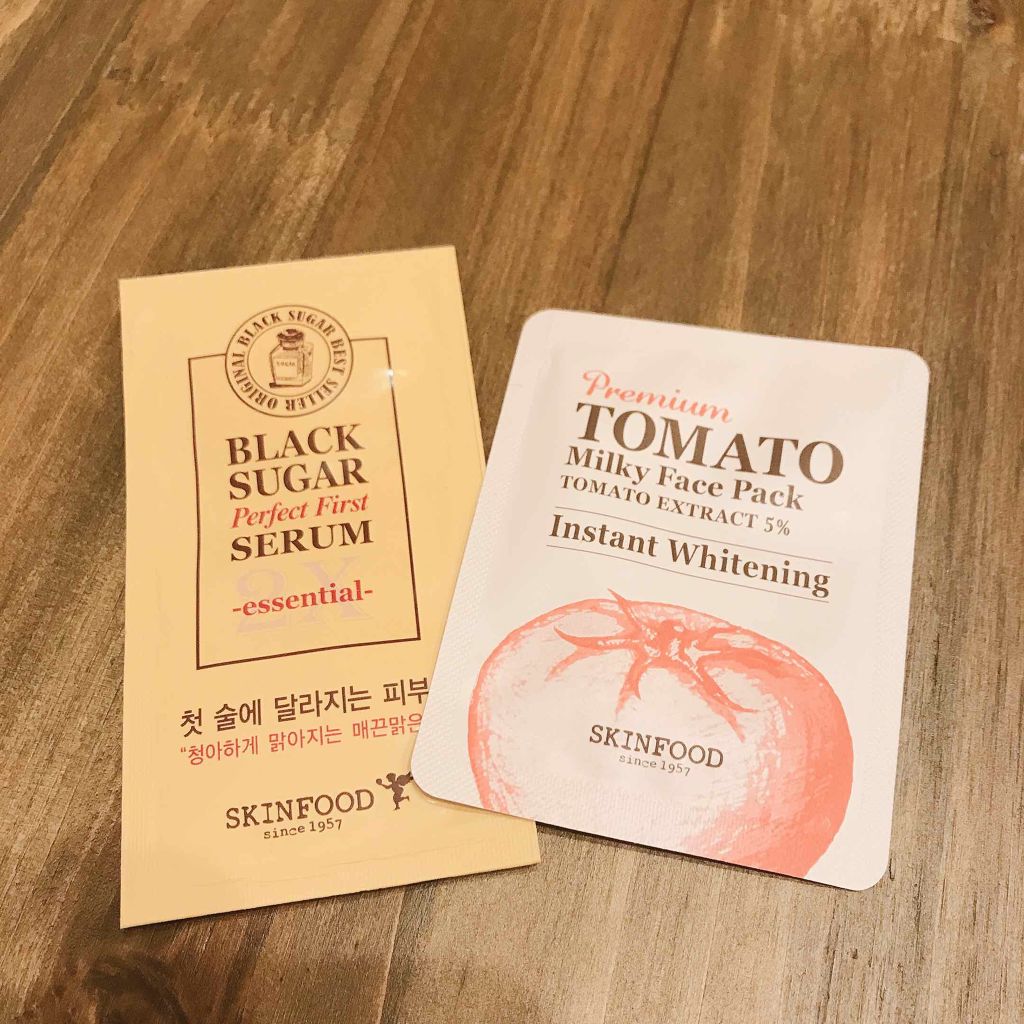 ORIGINAL BLACK SUGAR BEST SELLER
SUGAR
BLACK
SUGAR
Perfect First
SERUM
2X
-essential-
첫 술에 달라지는 피부
"청아하게 맑아지는 매끈맑은
SKINFOOD
since 1957
Premium
TOMATO
Milky Face Pack
TOMATO EXTRACT 5%
Instant Whitening
SKINFOOD
since 1957